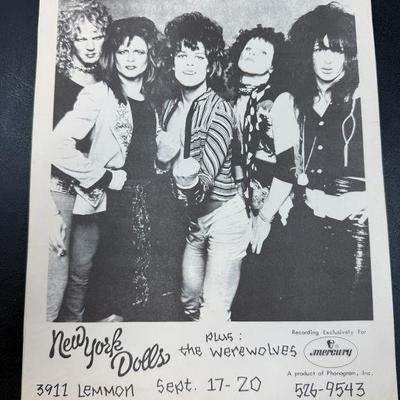 New York Dolls
plus:
the werewolves
Recording Exclusively For
mercury
A product of Phonogram, Inc.
3911 Lemmon
Sept. 17-20
526-9543